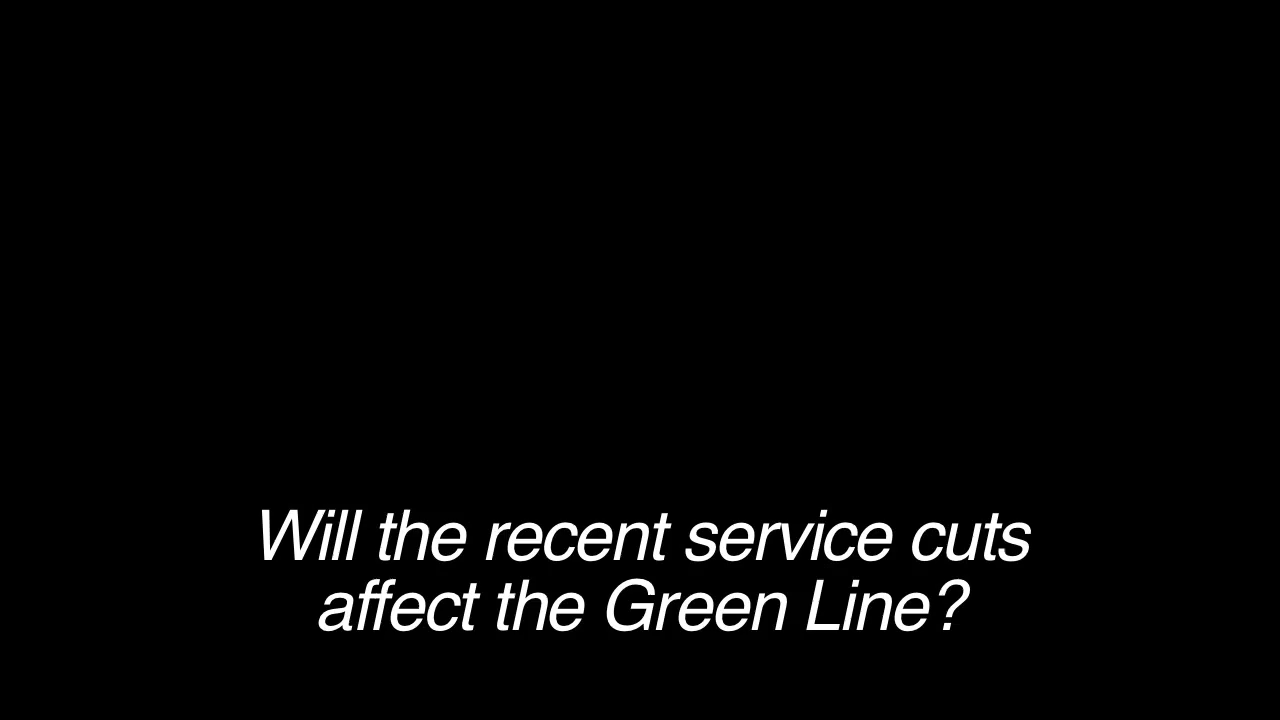 Will the recent service cuts
affect the Green Line?